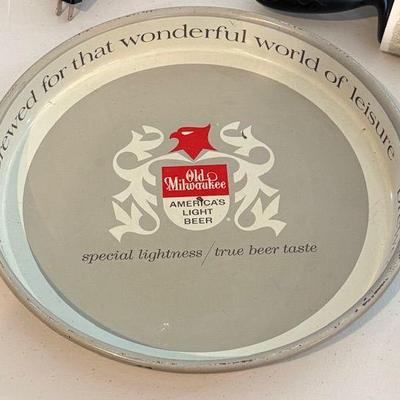 rewed for that wonderful world of leisure
Old
Milwaukee
AMERICA'S
LIGHT
BEER
special lightness / true beer taste